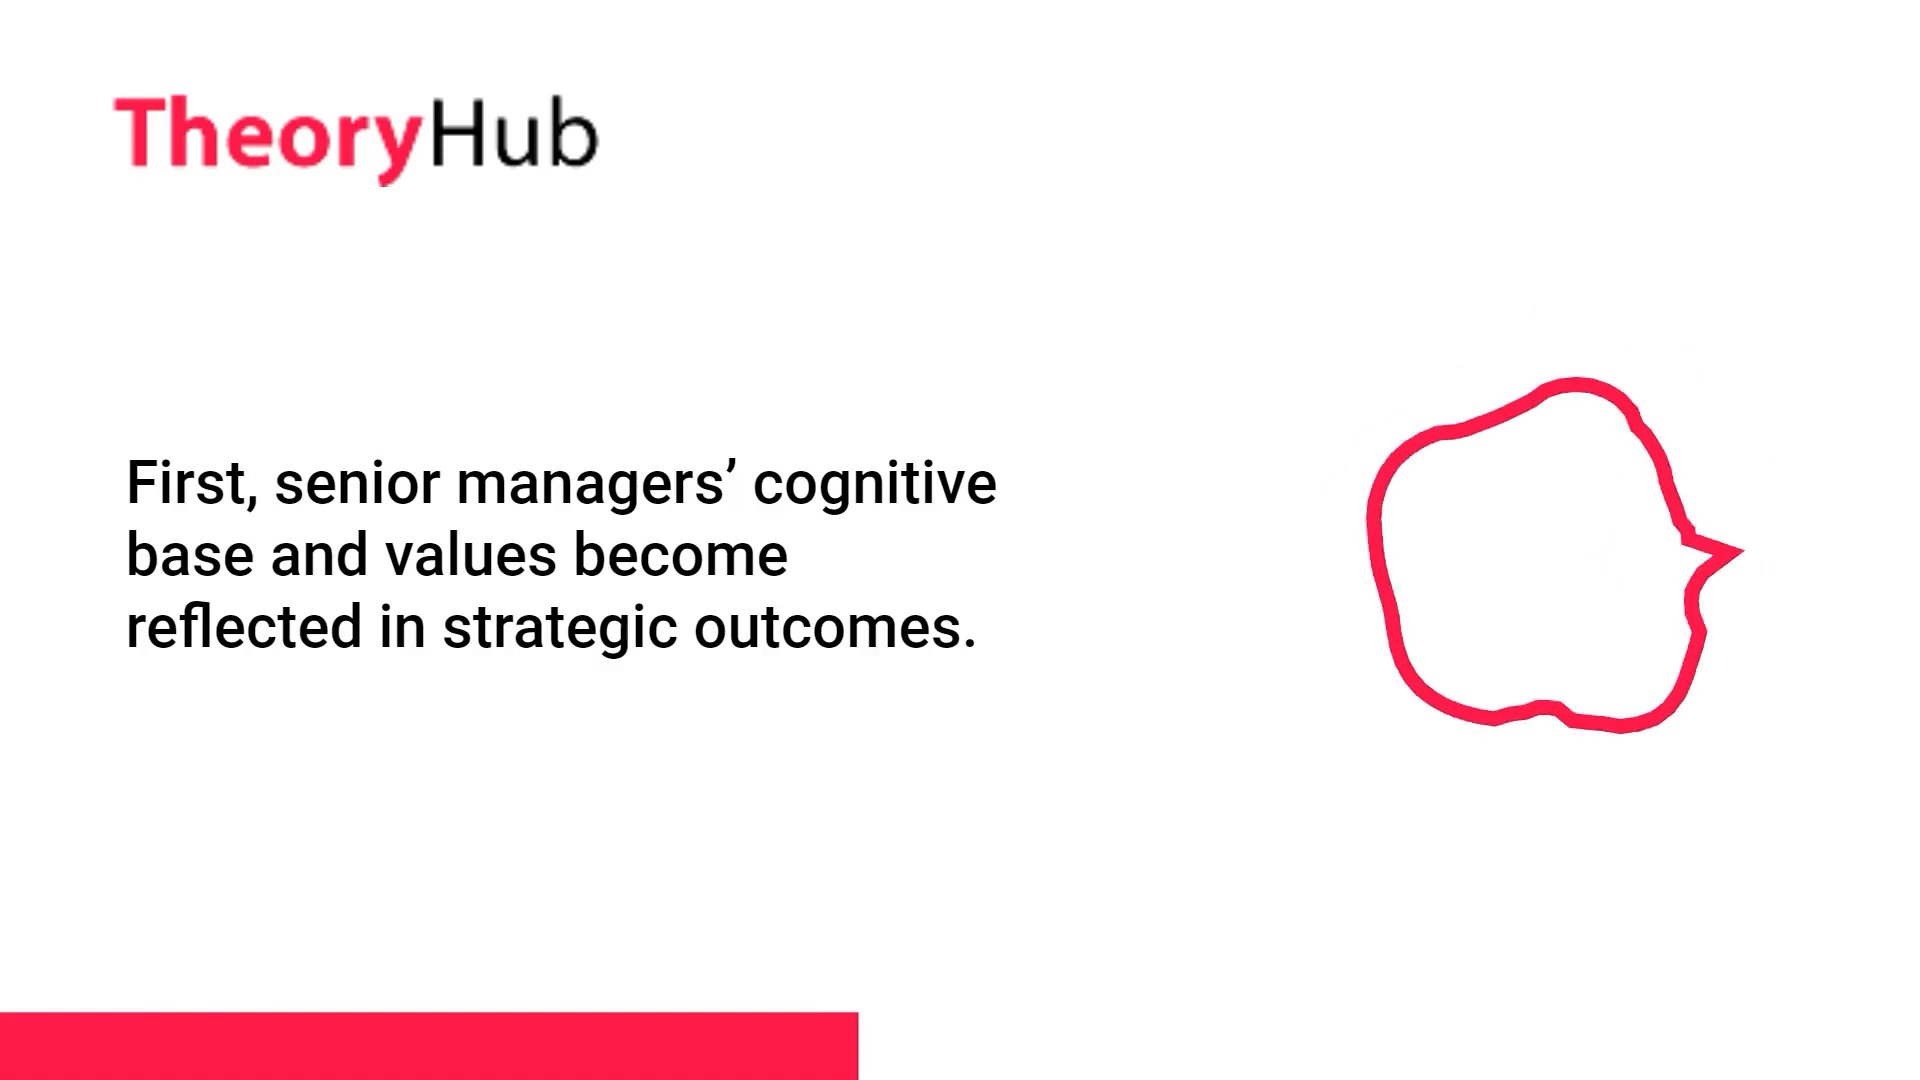 TheoryHub
First, senior managers’ cognitive
base and values become
reflected in strategic outcomes.